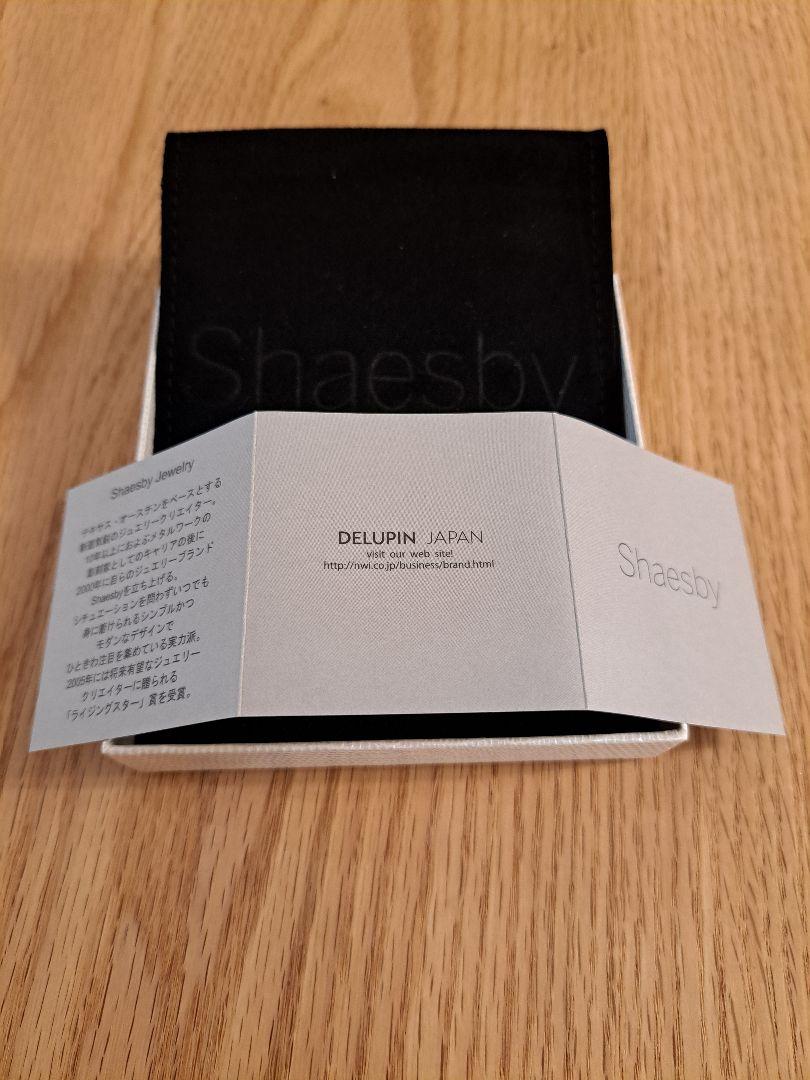 Shaesby
Shaesby Jewelry
テキサス・オースチンをベースとする
新進気鋭のジュエリークリエイター。
10年以上におよぶメタルワークの
彫刻家としてのキャリアの後に
2000年に自らのジュエリーブランド
Shaesbyを立ち上げる。
シチュエーションを問わずいつでも
身に着けられるシンプルかつ
モダンなデザインで
ひときわ注目を集めている実力派。
2005年には将来有望なジュエリー
クリエイターに贈られる
「ライジングスター」賞を受賞。
DELUPIN JAPAN
visit our web site!
http://nwi.co.jp/business/brand.html
Shaesby